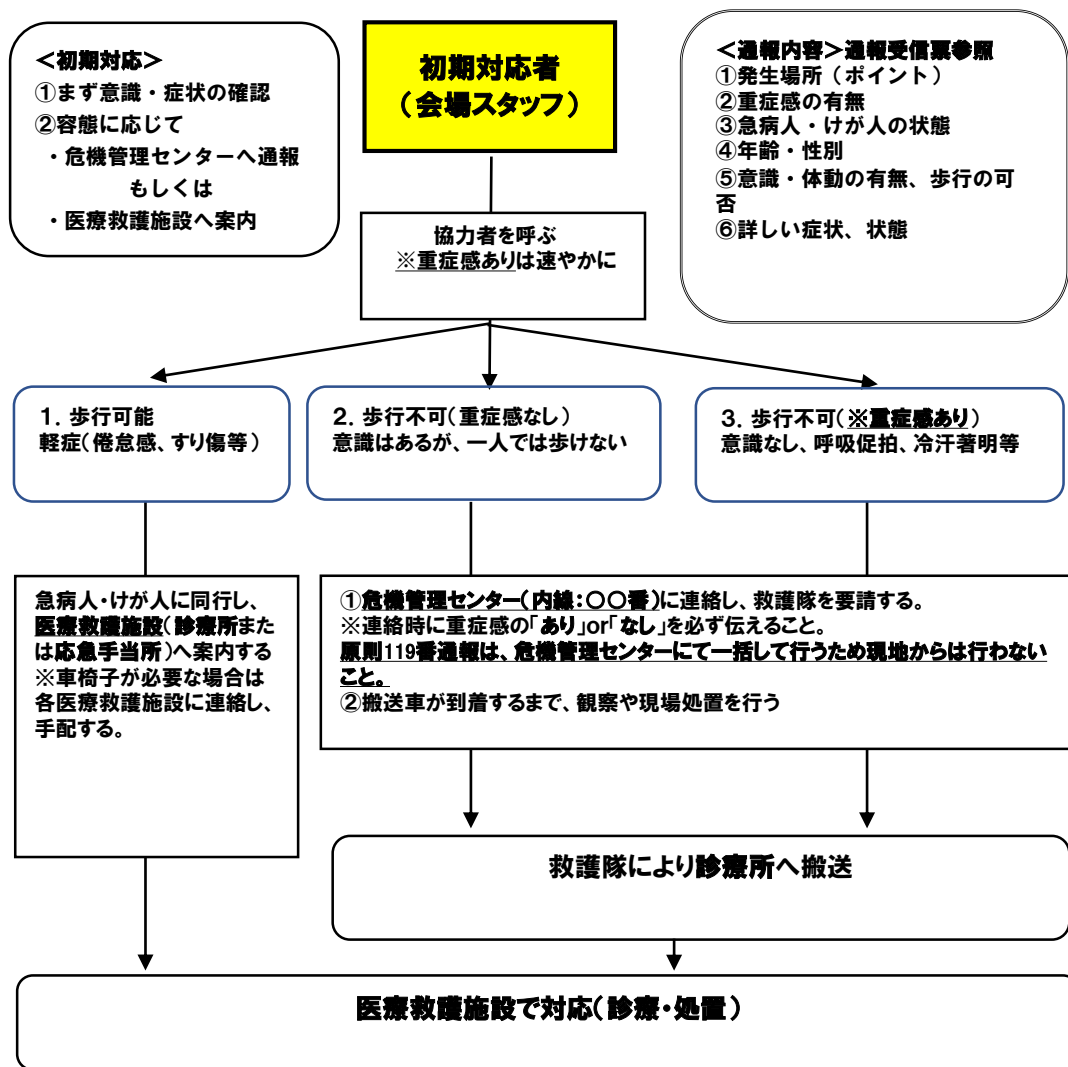 ＜初期対応＞
①まず意識・症状の確認
②容態に応じて
・危機管理センターへ通報
もしくは
・医療救護施設へ案内
初期対応者
（会場スタッフ）
＜通報内容＞通報受信票参照
①発生場所（ポイント）
②重症感の有無
③急病人・けが人の状態
④年齢・性別
⑤意識・体動の有無、歩行の可
否
⑥詳しい症状、状態
協力者を呼ぶ
※重症感ありは速やかに
1．歩行可能
軽症（倦怠感、すり傷等）
2．歩行不可（重症感なし）
意識はあるが、一人では歩けない
3．歩行不可（※重症感あり）
意識なし、呼吸促拍、冷汗著明等
急病人・けが人に同行し、
医療救護施設（診療所また
は応急手当所）へ案内する
※車椅子が必要な場合は
各医療救護施設に連絡し、
手配する。
①危機管理センター（内線：〇〇番）に連絡し、救護隊を要請する。
※連絡時に重症感の「あり」or「なし」を必ず伝えること。
原則119番通報は、危機管理センターにて一括して行うため現地からは行わない
こと。
②搬送車が到着するまで、観察や現場処置を行う
救護隊により診療所へ搬送
医療救護施設で対応（診療・処置）